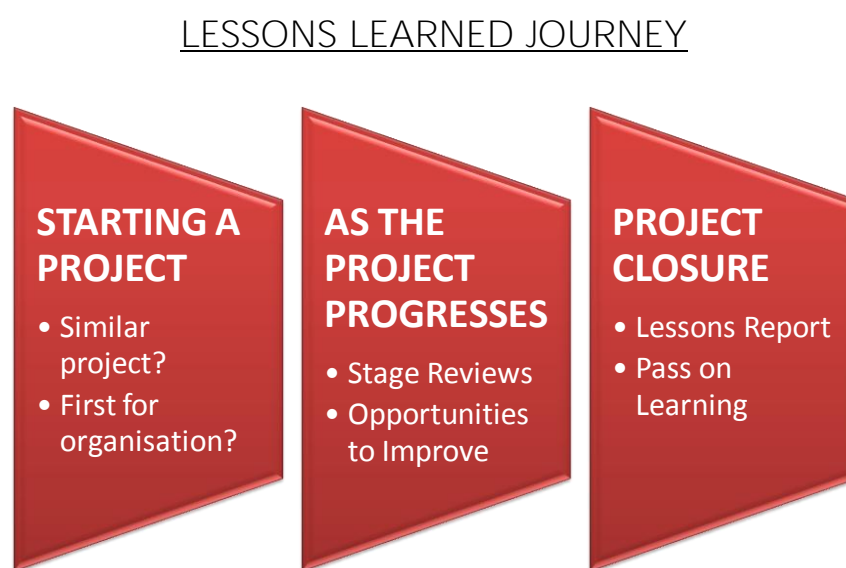 LESSONS LEARNED JOURNEY
STARTING A
PROJECT
• Similar
project?
• First for
organisation?
AS THE
PROJECT
PROGRESSES
• Stage Reviews
• Opportunities
to Improve
PROJECT
CLOSURE
• Lessons Report
• Pass on
Learning